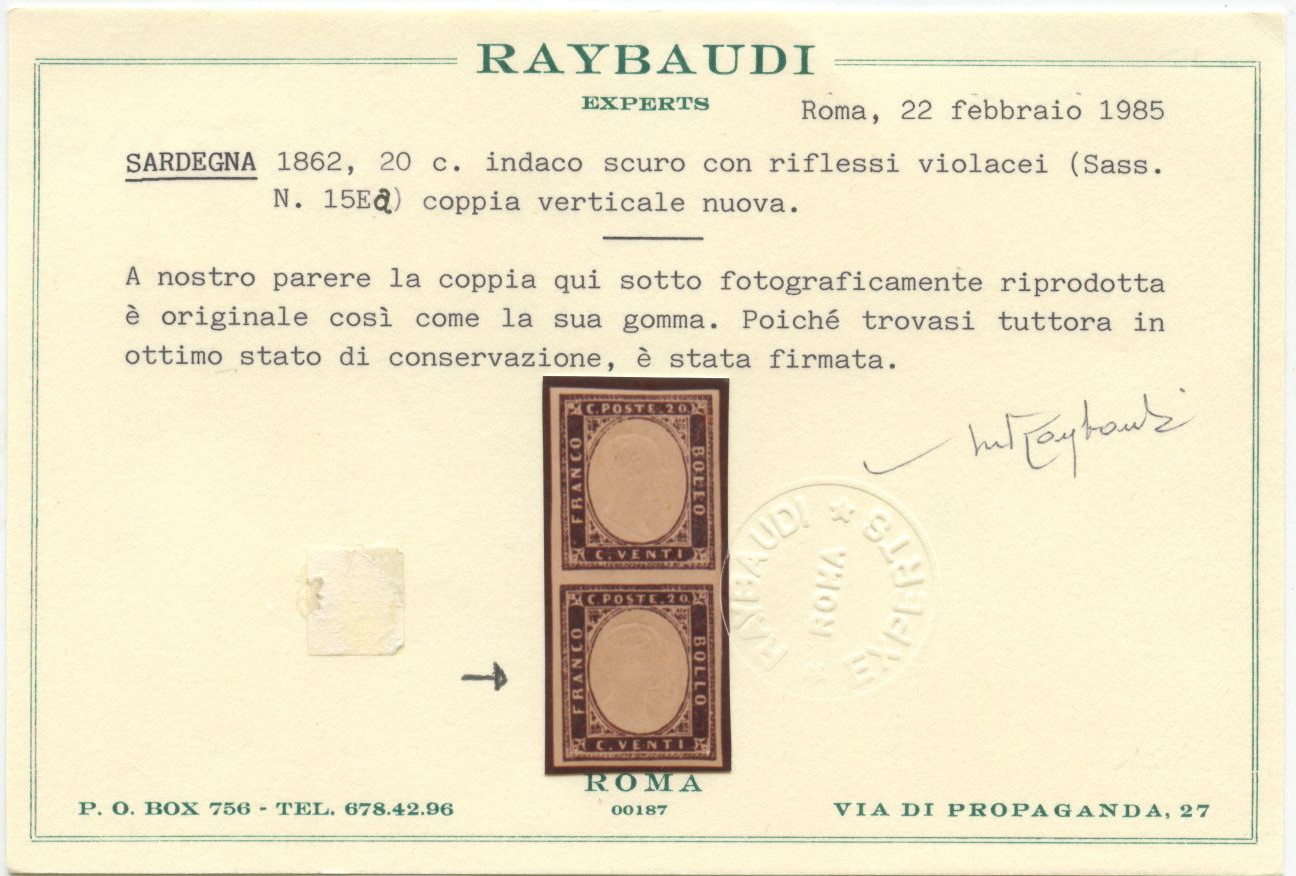 RAYBAUDI
EXPERTS
Roma, 22 febbraio 1985
SARDEGNA 1862, 20 c. indaco scuro con riflessi violacei (Sass.
N. 15Ea) coppia verticale nuova.
A nostro parere la coppia qui sotto fotograficamente riprodotta
è originale così come la sua gomma. Poiché trovasi tuttora in
ottimo stato di conservazione, è stata firmata.
C. POSTE. 20
FRANCO
BOLLO
C. VENTI
C. POSTE. 20
FRANCO
BOLLO
C. VENTI
RAYBAUDI ★ EXPERTS
ROMA
ROMA
00187
P. O. BOX 756 - TEL. 678.42.96
VIA DI PROPAGANDA, 27